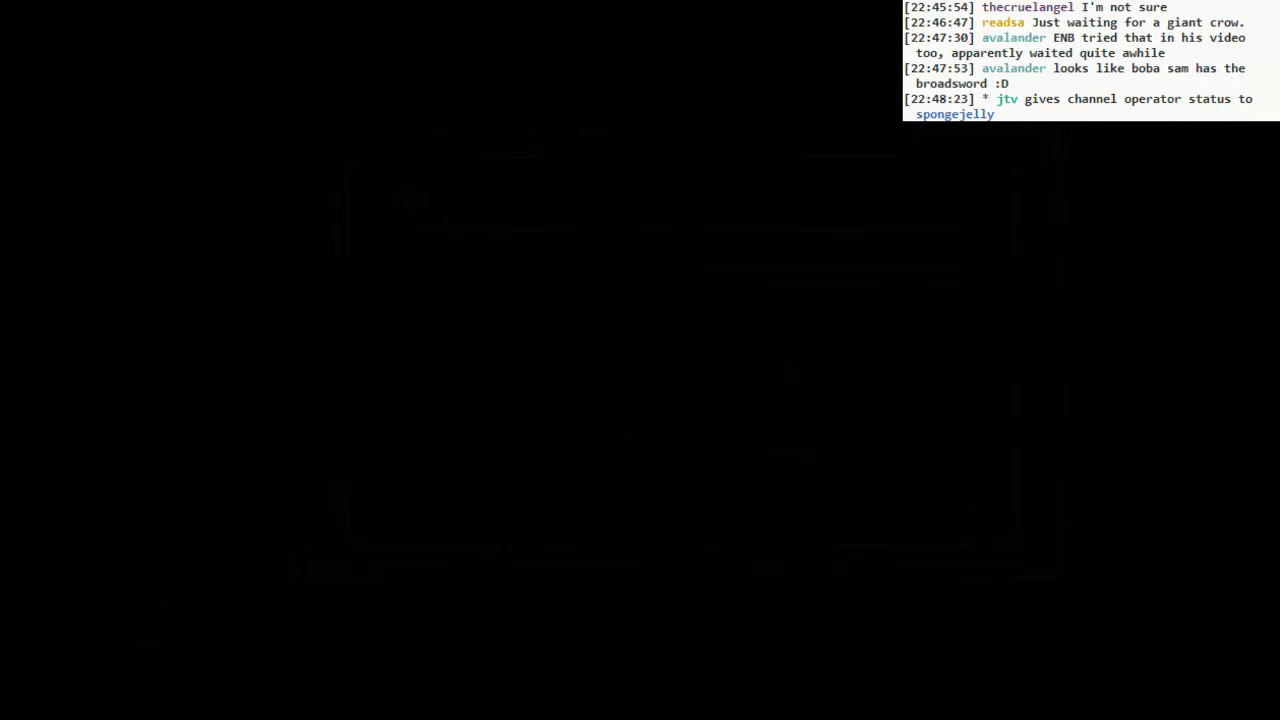 [22:45:54] thecruelangel I'm not sure
[22:46:47] readsa Just waiting for a giant crow.
[22:47:30] avalander ENB tried that in his video
too, apparently waited quite awhile
[22:47:53] avalander looks like boba sam has the
broadsword :D
[22:48:23] * jtv gives channel operator status to
spongejelly